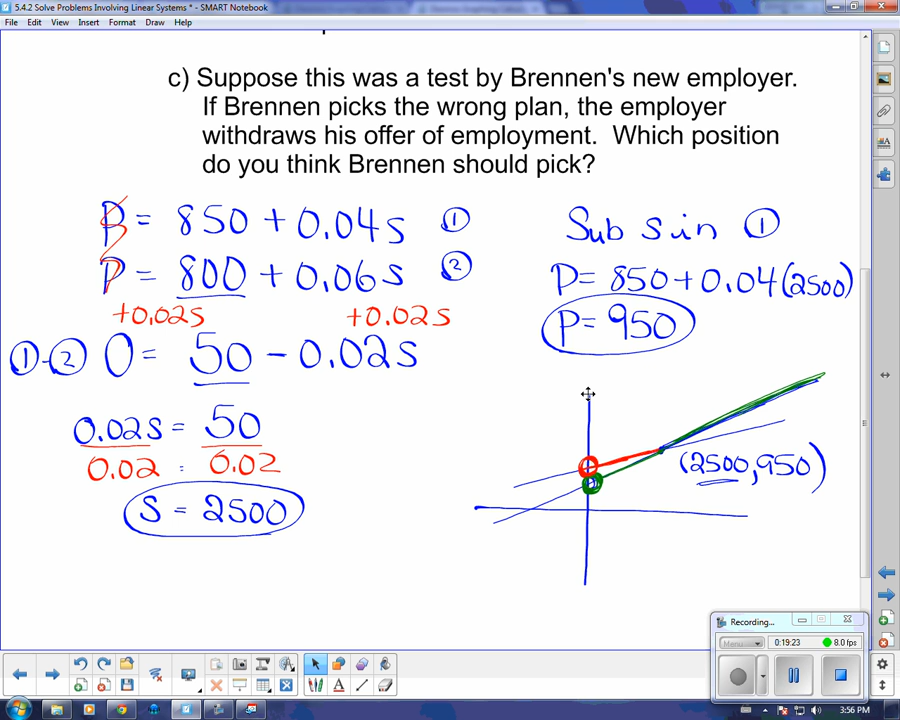 5.4.2 Solve Problems Involving Linear Systems * - SMART Notebook
File Edit View Insert Format Draw Help
c) Suppose this was a test by Brennen's new employer.
If Brennen picks the wrong plan, the employer
withdraws his offer of employment. Which position
do you think Brennen should pick?
P = 850 + 0.04s ①
P = 800 + 0.06s ②
+0.02s +0.02s
①-② 0 = 50 - 0.02s
0.02s = 50
0.02 = 0.02
s = 2500
Sub s in ①
P = 850 + 0.04(2500)
P = 950
(2500, 950)
Recording...
Menu
0:19:23 8.0 fps
3:56 PM